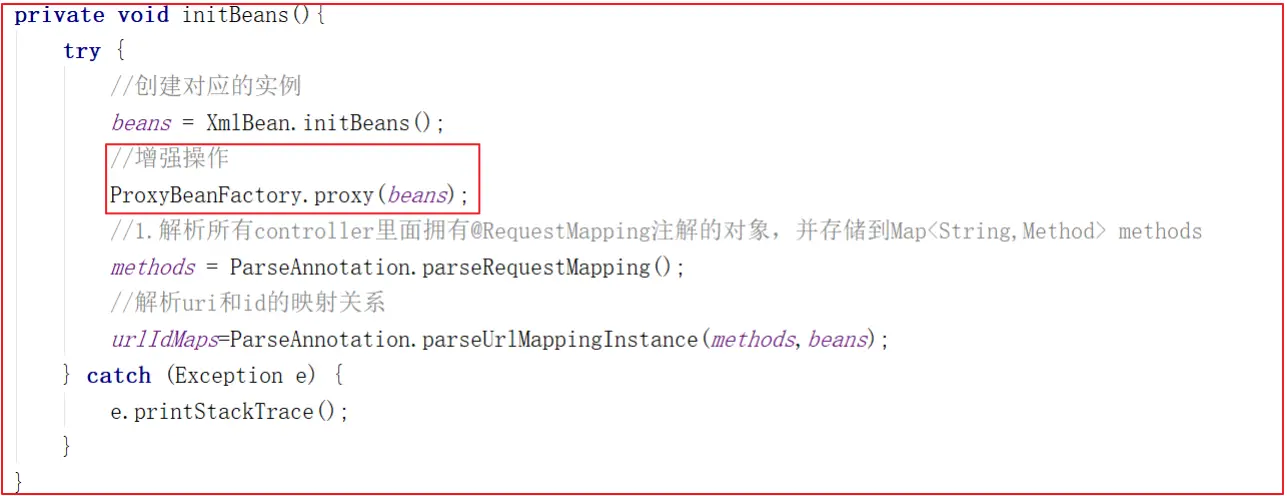 private void initBeans(){
try {
//创建对应的实例
beans = XmlBean.initBeans();
//增强操作
ProxyBeanFactory.proxy(beans);
//1.解析所有controller里面拥有@RequestMapping注解的对象，并存储到Map<String,Method> methods
methods = ParseAnnotation.parseRequestMapping();
//解析uri和id的映射关系
urlIdMaps=ParseAnnotation.parseUrlMappingInstance(methods,beans);
} catch (Exception e) {
e.printStackTrace();
}
}